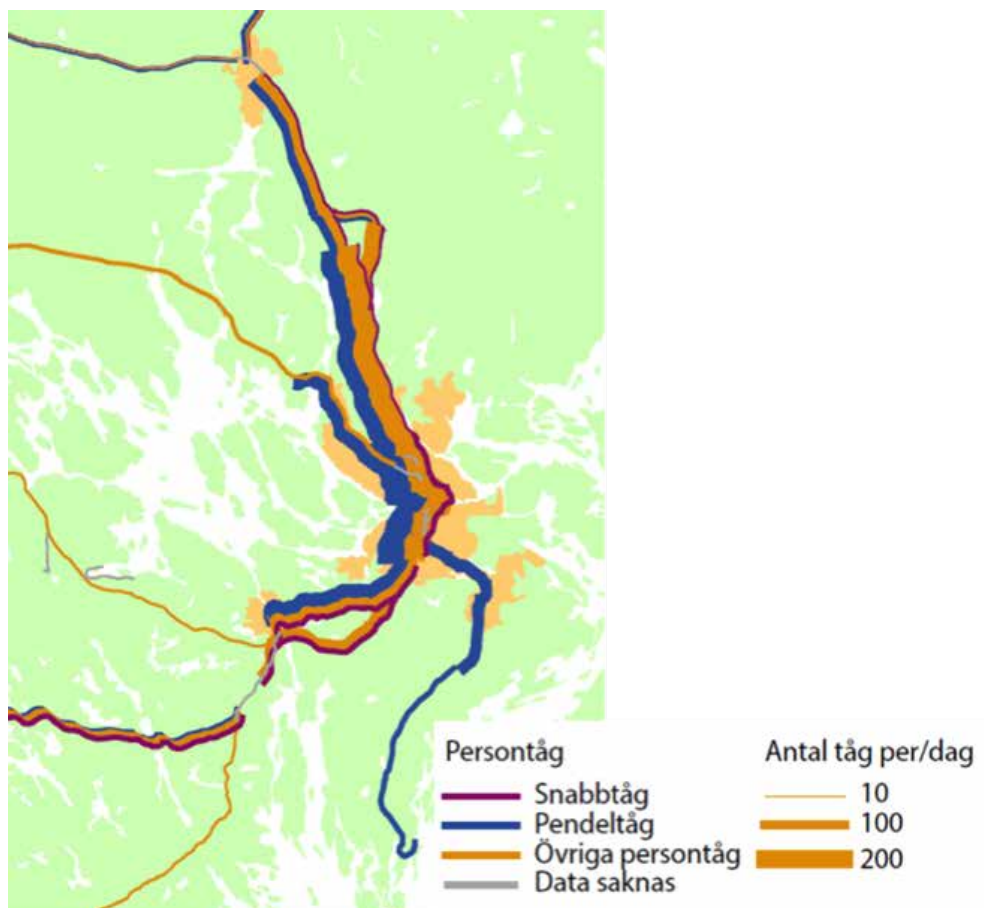 Persontåg
Snabbtåg
Pendeltåg
Övriga persontåg
Data saknas
Antal tåg per/dag
10
100
200